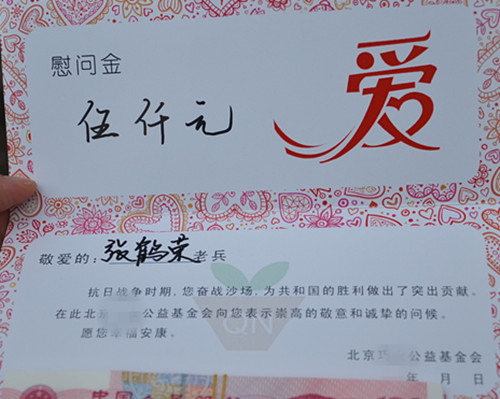 慰问金
爱
伍仟元
敬爱的：张鹤荣老兵
抗日战争时期，您奋战沙场，为共和国的胜利做出了突出贡献。
在此北 公益基金会向您表示崇高的敬意和诚挚的问候。
愿您幸福安康。
北京 公益基金会
年 月 日
QN